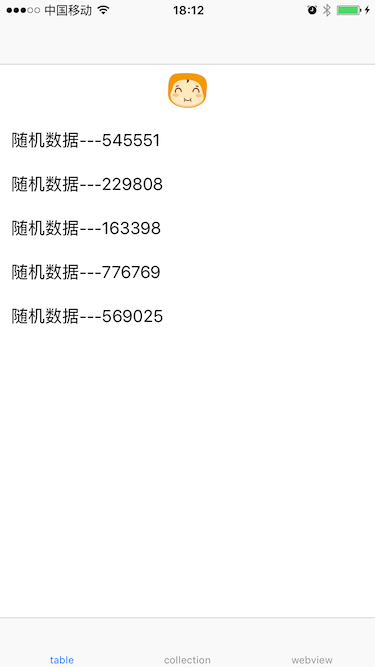 中国移动 18:12
随机数据---545551
随机数据---229808
随机数据---163398
随机数据---776769
随机数据---569025
table collection webview